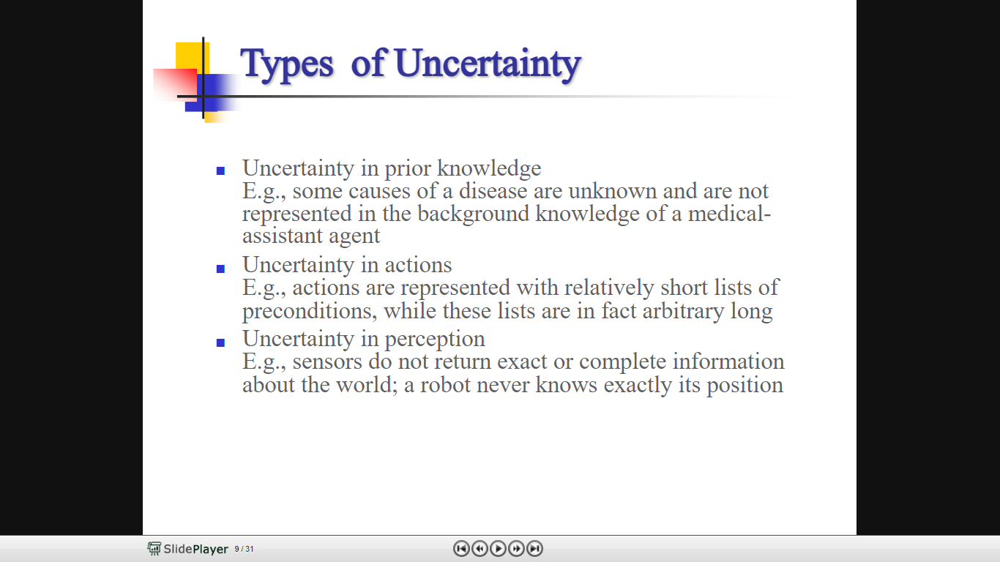 Types of Uncertainty
Uncertainty in prior knowledge
E.g., some causes of a disease are unknown and are not
represented in the background knowledge of a medical-
assistant agent
Uncertainty in actions
E.g., actions are represented with relatively short lists of
preconditions, while these lists are in fact arbitrary long
Uncertainty in perception
E.g., sensors do not return exact or complete information
about the world; a robot never knows exactly its position
SlidePlayer 9 / 31